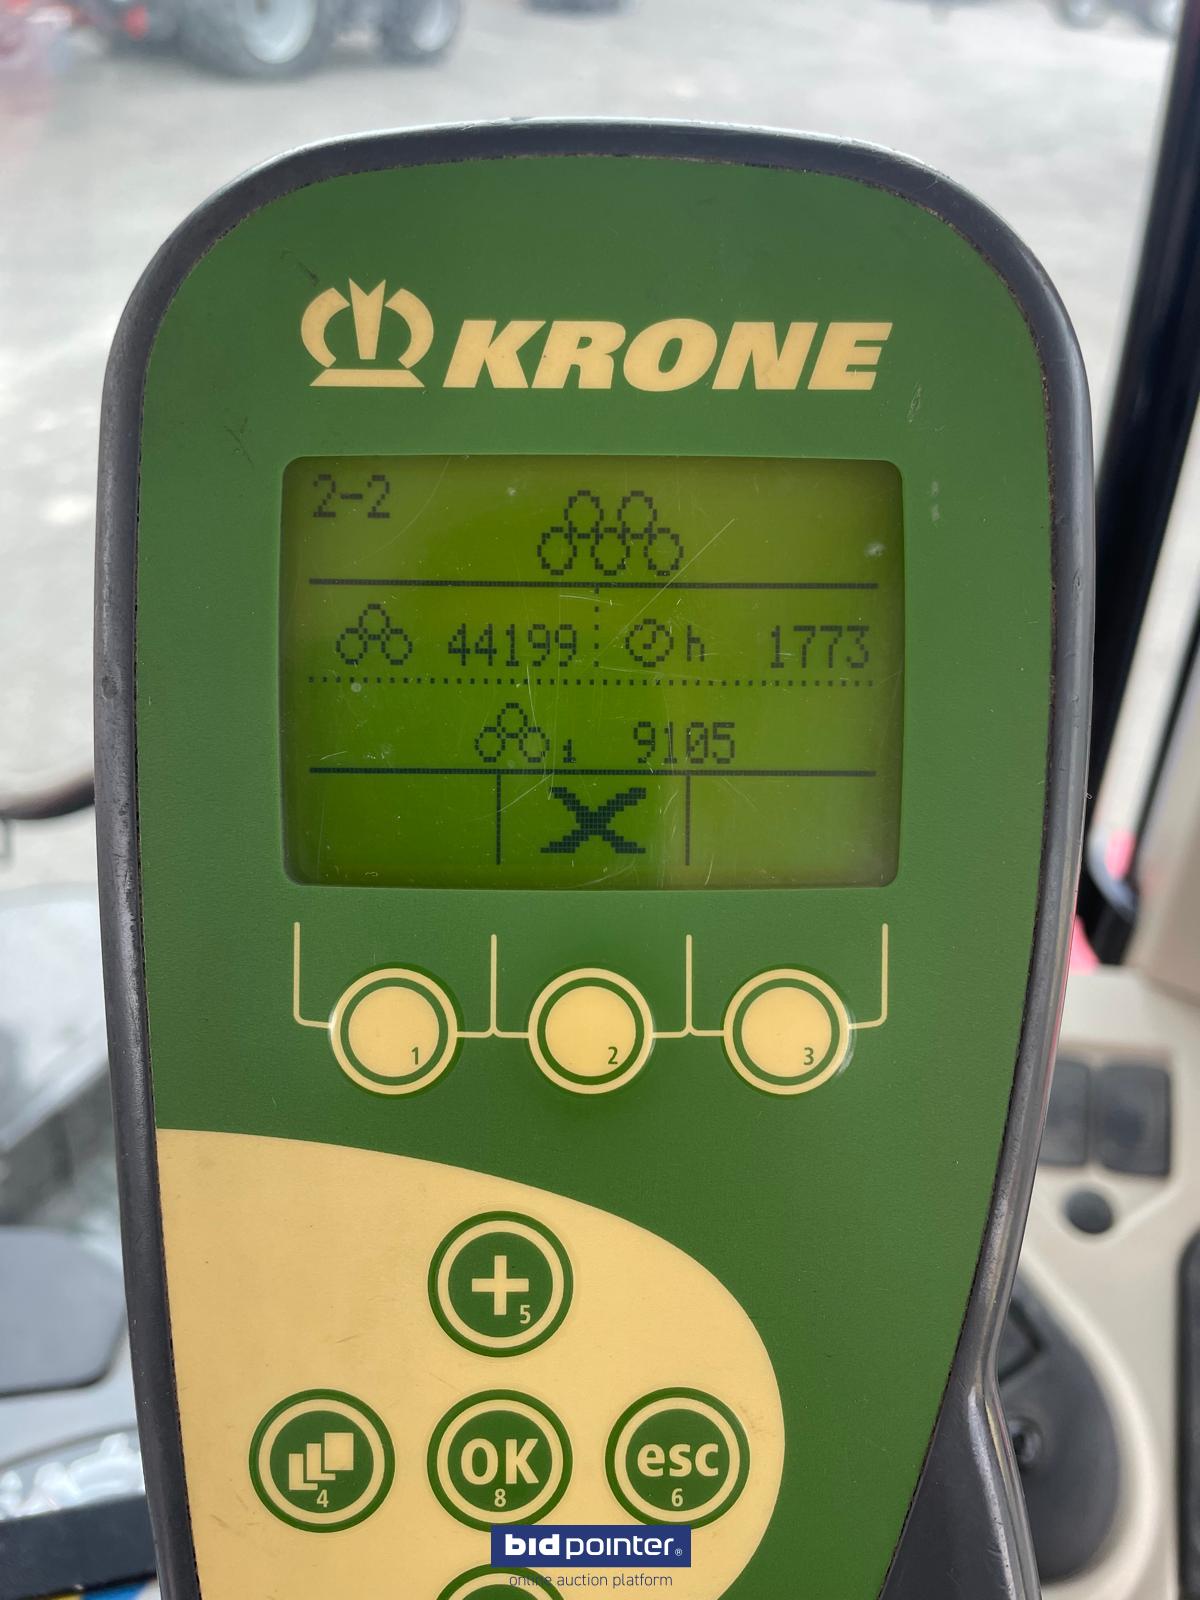 KRONE
2-2
44199 h 1773
1 9105
1 2 3
+
5
OK esc
4 8 6
bidpointer®
online auction platform